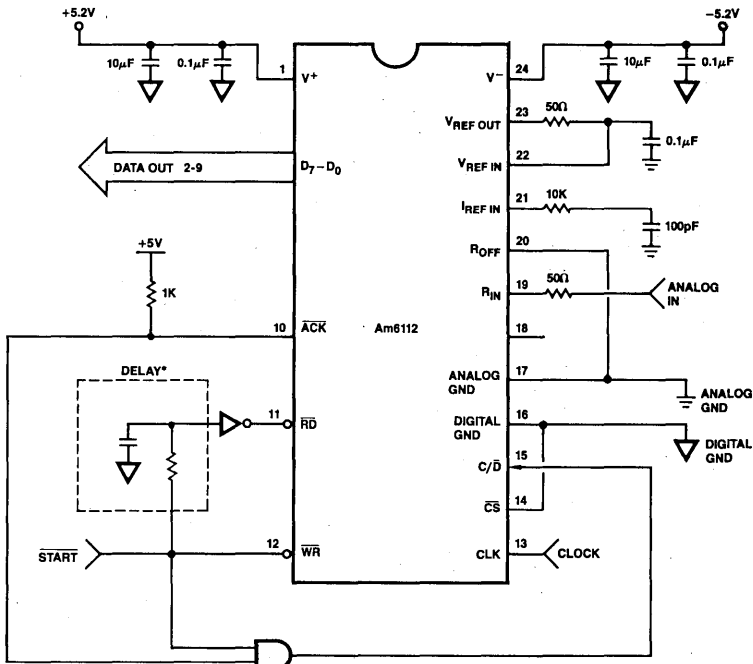 +5.2V
−5.2V
10μF
0.1μF
10μF
0.1μF
1
V+
24
V−
23
VREF OUT
50Ω
0.1μF
22
VREF IN
DATA OUT 2-9
D7−D0
21
IREF IN
10K
100pF
20
ROFF
+5V
1K
19
RIN
50Ω
ANALOG
IN
10
ACK
Am6112
18
DELAY*
17
ANALOG
GND
ANALOG
GND
11
RD
16
DIGITAL
GND
DIGITAL
GND
15
C/D
14
CS
START
12
WR
13
CLK
CLOCK